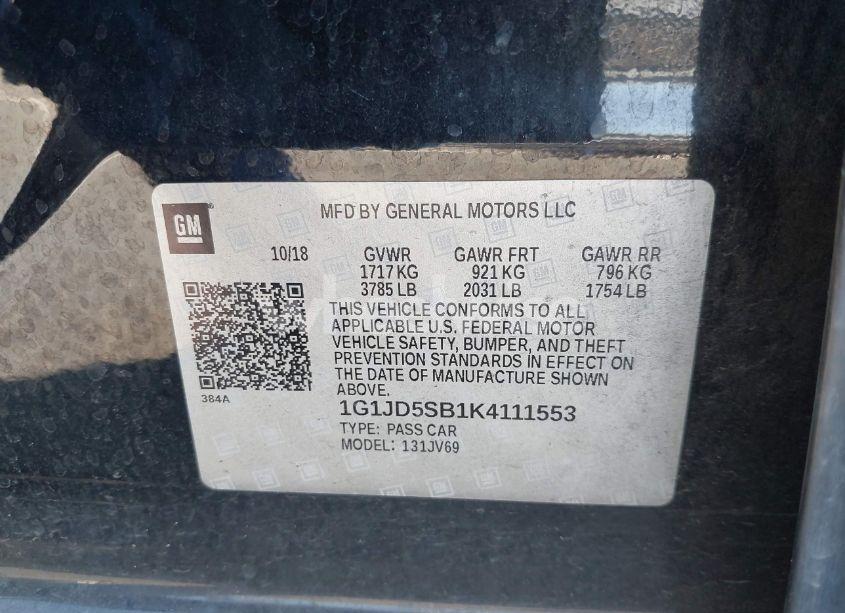 GM
MFD BY GENERAL MOTORS LLC
10/18 GVWR GAWR FRT GAWR RR
1717 KG 921 KG 796 KG
3785 LB 2031 LB 1754 LB
THIS VEHICLE CONFORMS TO ALL
APPLICABLE U.S. FEDERAL MOTOR
VEHICLE SAFETY, BUMPER, AND THEFT
PREVENTION STANDARDS IN EFFECT ON
THE DATE OF MANUFACTURE SHOWN
ABOVE.
384A
1G1JD5SB1K4111553
TYPE: PASS CAR
MODEL: 131JV69